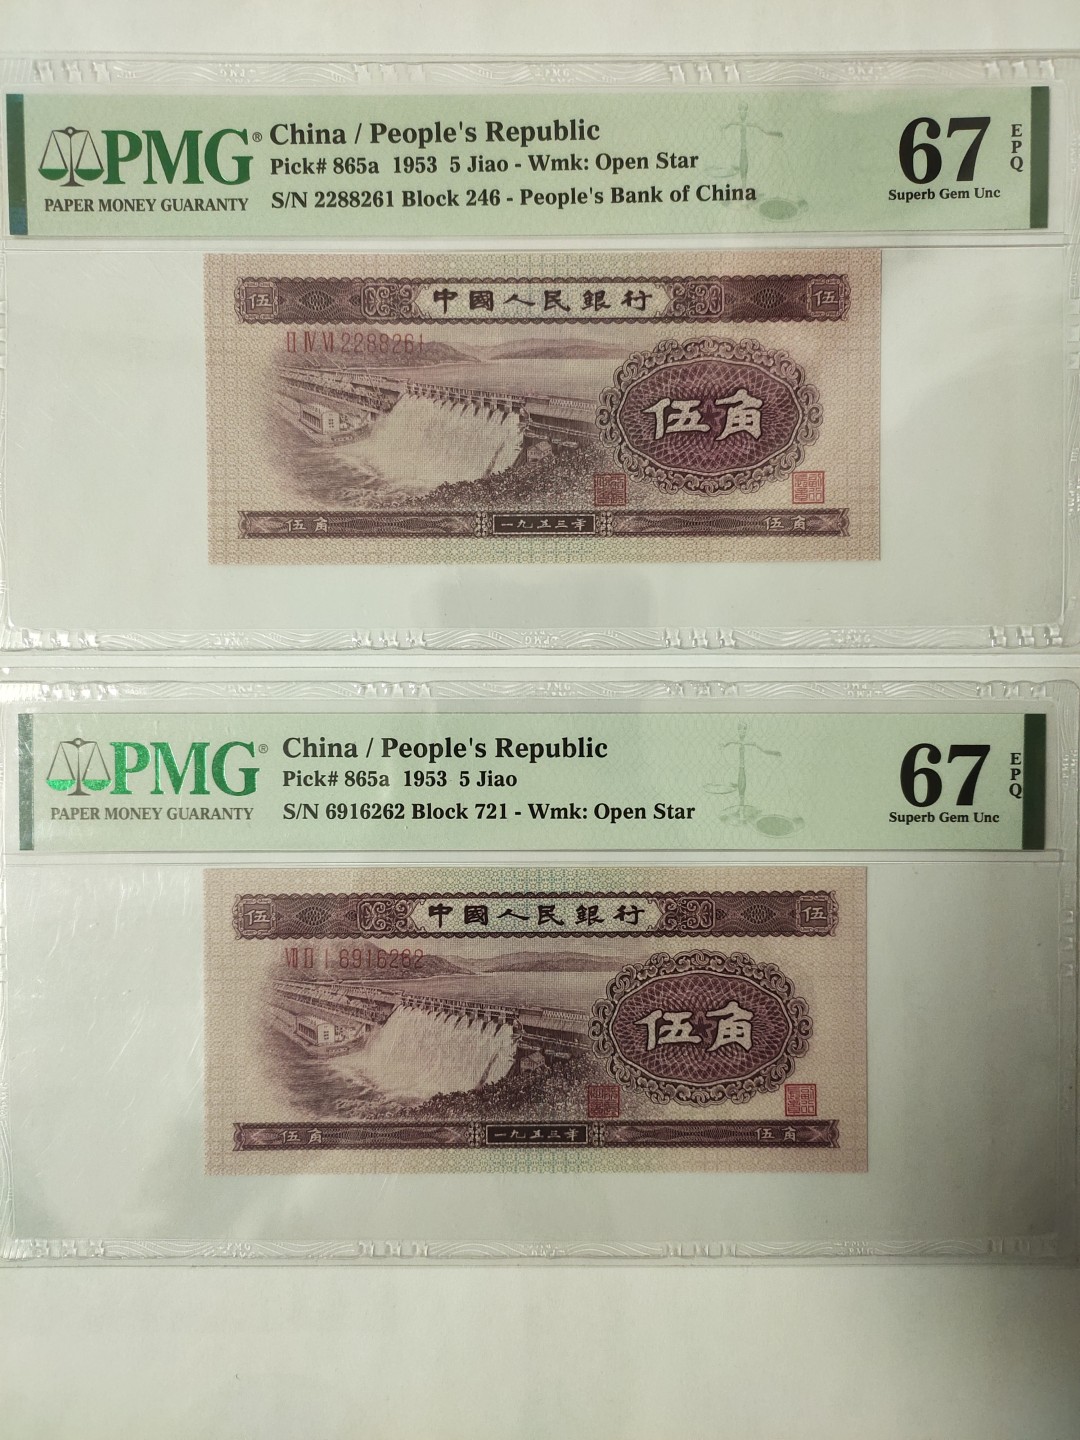 PMG® China / People's Republic
Pick# 865a 1953 5 Jiao - Wmk: Open Star
PAPER MONEY GUARANTY
S/N 2288261 Block 246 - People's Bank of China
67
EPQ
Superb Gem Unc
伍 中國人民銀行 伍
II IV VI 2288261
伍角
伍角 一九五三年 伍角
PMG® China / People's Republic
Pick# 865a 1953 5 Jiao
PAPER MONEY GUARANTY
S/N 6916262 Block 721 - Wmk: Open Star
67
EPQ
Superb Gem Unc
伍 中國人民銀行 伍
VII II I 6916262
伍角
伍角 一九五三年 伍角